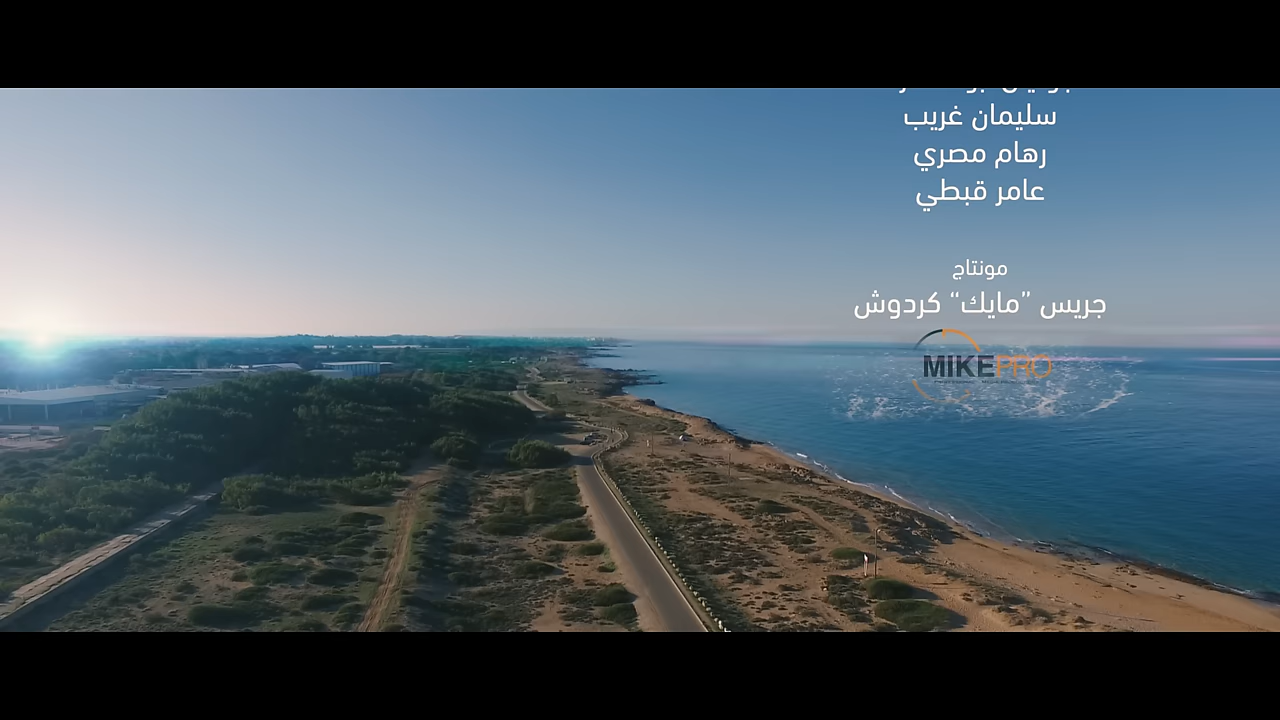 سليمان غريب
رهام مصري
عامر قبطي
مونتاج
جريس "مايك" كردوش
MIKEPRO